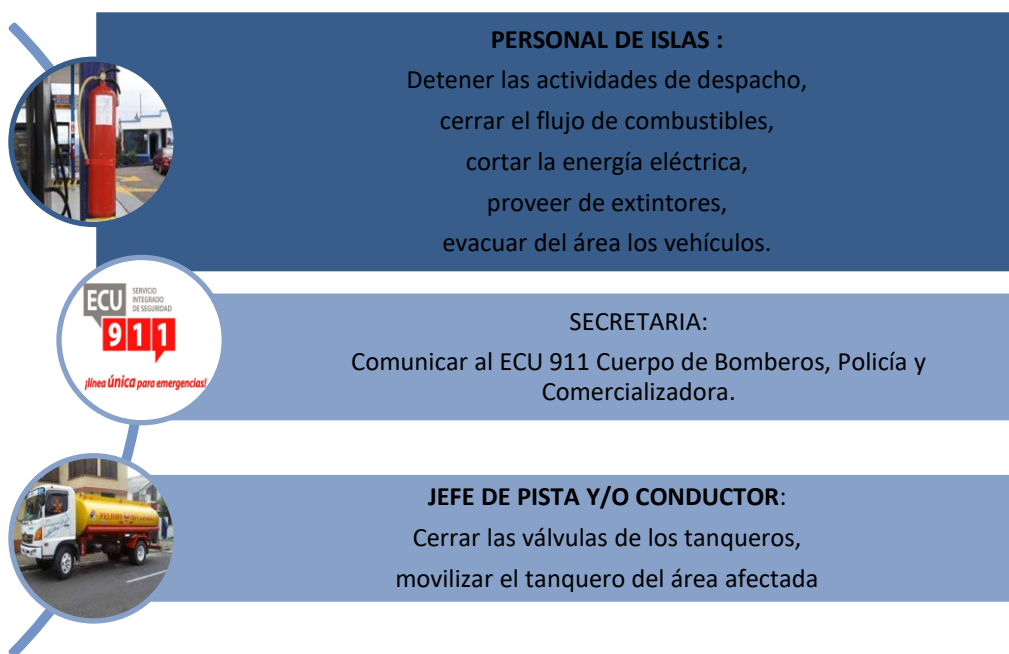 PERSONAL DE ISLAS :
Detener las actividades de despacho,
cerrar el flujo de combustibles,
cortar la energía eléctrica,
proveer de extintores,
evacuar del área los vehículos.
ECU
SERVICIO
INTEGRADO
DE SEGURIDAD
911
¡línea única para emergencias!
SECRETARIA:
Comunicar al ECU 911 Cuerpo de Bomberos, Policía y
Comercializadora.
JEFE DE PISTA Y/O CONDUCTOR:
Cerrar las válvulas de los tanqueros,
movilizar el tanquero del área afectada
PELIGRO